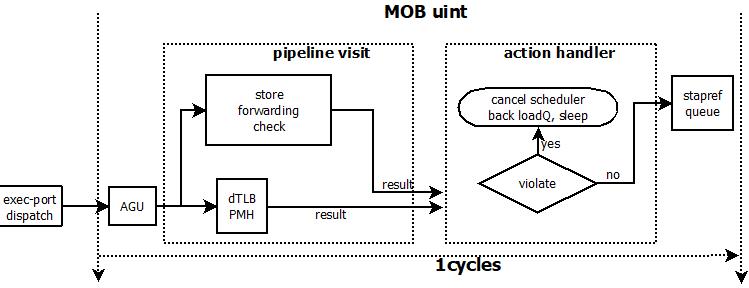 MOB uint
pipeline visit
action handler
store
forwarding
check
cancel scheduler
back loadQ, sleep
stapref
queue
yes
violate
no
result
exec-port
dispatch
AGU
dTLB
PMH
result
1cycles